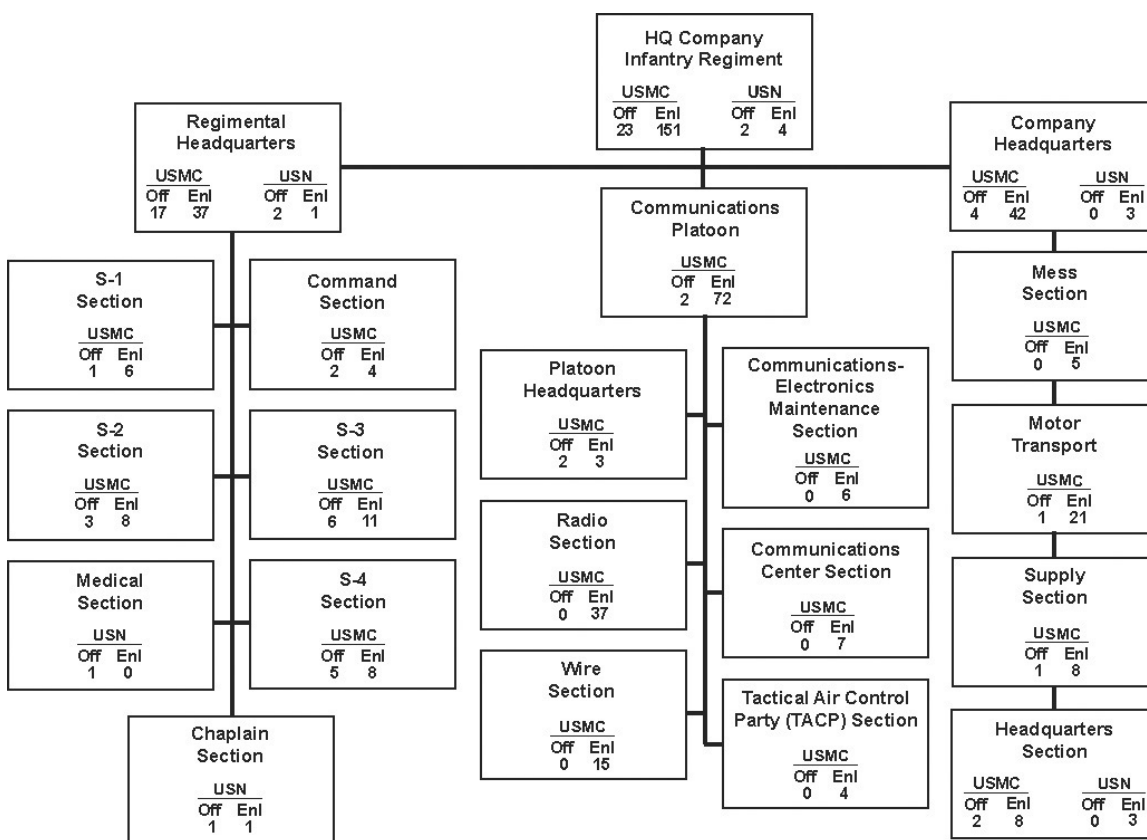 HQ Company
Infantry Regiment
USMC USN
Off Enl Off Enl
23 151 2 4
Regimental
Headquarters
USMC USN
Off Enl Off Enl
17 37 2 1
Company
Headquarters
USMC USN
Off Enl Off Enl
4 42 0 3
Communications
Platoon
USMC
Off Enl
2 72
S-1
Section
USMC
Off Enl
1 6
Command
Section
USMC
Off Enl
2 4
S-2
Section
USMC
Off Enl
3 8
S-3
Section
USMC
Off Enl
6 11
Medical
Section
USN
Off Enl
1 0
S-4
Section
USMC
Off Enl
5 8
Chaplain
Section
USN
Off Enl
1 1
Platoon
Headquarters
USMC
Off Enl
2 3
Communications-
Electronics
Maintenance
Section
USMC
Off Enl
0 6
Radio
Section
USMC
Off Enl
0 37
Communications
Center Section
USMC
Off Enl
0 7
Wire
Section
USMC
Off Enl
0 15
Tactical Air Control
Party (TACP) Section
USMC
Off Enl
0 4
Mess
Section
USMC
Off Enl
0 5
Motor
Transport
USMC
Off Enl
1 21
Supply
Section
USMC
Off Enl
1 8
Headquarters
Section
USMC USN
Off Enl Off Enl
2 8 0 3